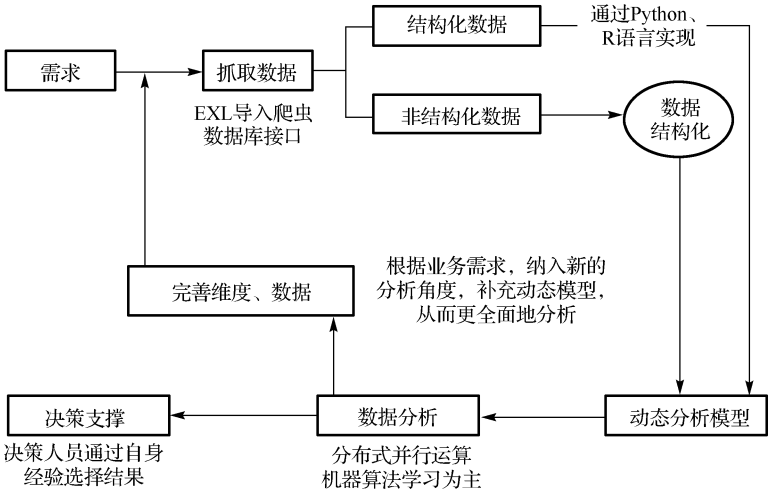 结构化数据
通过Python、
R语言实现
需求
抓取数据
EXL导入爬虫
数据库接口
非结构化数据
数据
结构化
完善维度、数据
根据业务需求，纳入新的
分析角度，补充动态模型，
从而更全面地分析
决策支撑
决策人员通过自身
经验选择结果
数据分析
分布式并行运算
机器算法学习为主
动态分析模型